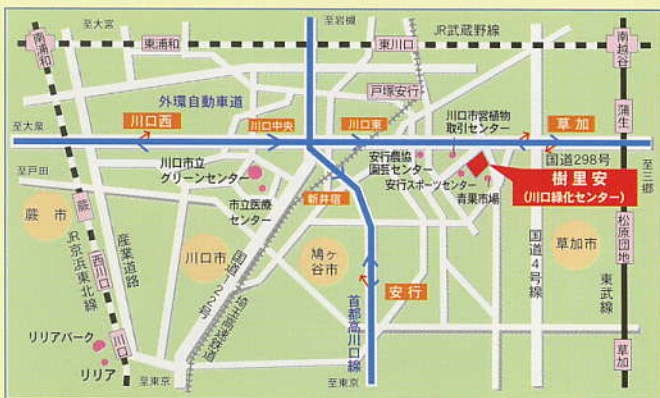 至大宮
至岩槻
JR武蔵野線
南浦和
東浦和
東川口
南越谷
戸塚安行
外環自動車道
川口市営植物
取引センター
蒲生
至大泉
川口西
川口中央
川口東
草加
国道298号
至戸田
川口市立
グリーンセンター
安行農協
園芸センター
安行スポーツセンター
青果市場
樹里安
(川口緑化センター)
至三郷
市立医療
センター
新井宿
蕨市
蕨
JR京浜東北線
産業道路
川口市
国道122号
埼玉高速鉄道
鳩ヶ谷市
安行
首都高川口線
国道4号線
草加市
松原団地
東武線
西川口
川口
リリアパーク
リリア
草加
至東京
至東京